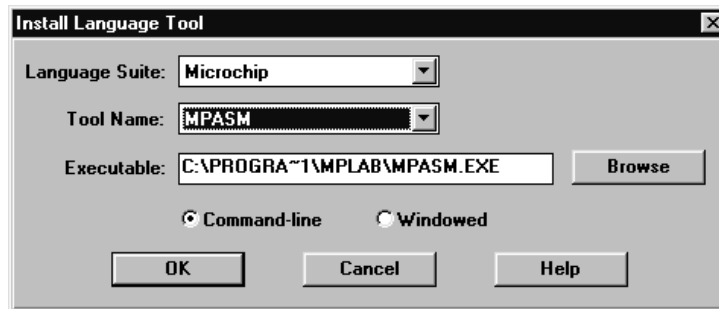 Install Language Tool
Language Suite: Microchip
Tool Name: MPASM
Executable: C:\PROGRA~1\MPLAB\MPASM.EXE Browse
Command-line Windowed
OK Cancel Help